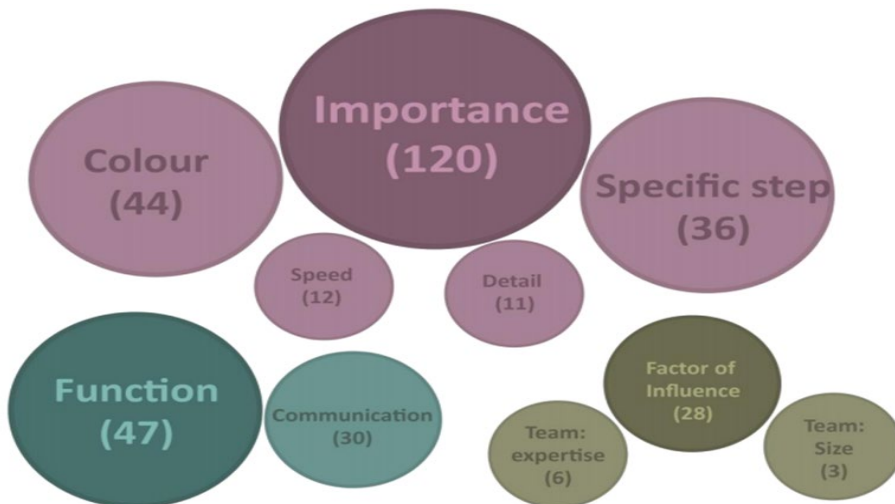 Importance
(120)
Colour
(44)
Specific step
(36)
Speed
(12)
Detail
(11)
Function
(47)
Communication
(30)
Factor of
Influence
(28)
Team:
expertise
(6)
Team:
Size
(3)